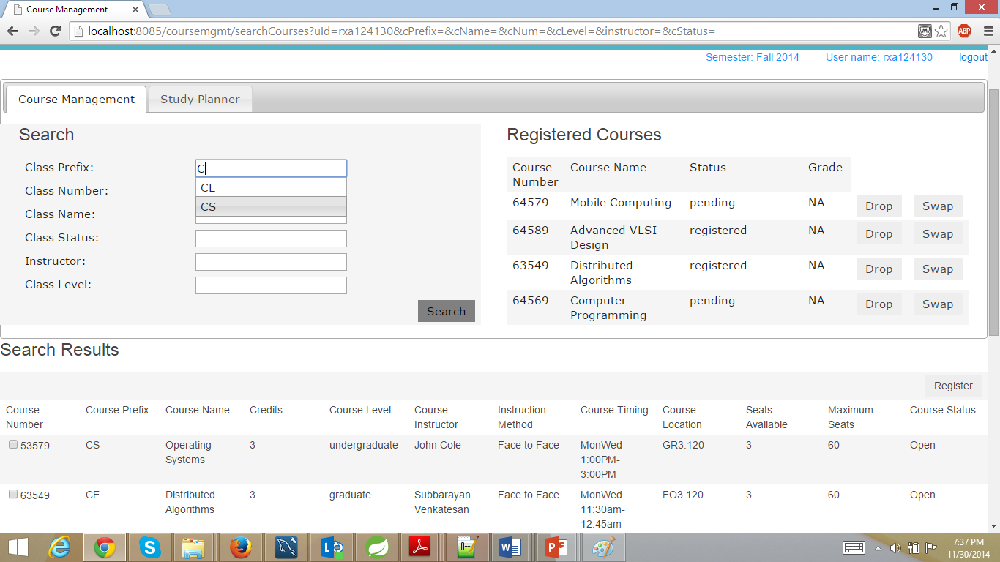 Course Management
localhost:8085/coursemgmt/searchCourses?uId=rxa124130&cPrefix=&cName=&cNum=&cLevel=&instructor=&cStatus=
ABP
Semester: Fall 2014 User name: rxa124130 logout
Course Management Study Planner
Search
Class Prefix: C
CE
Class Number:
CS
Class Name:
Class Status:
Instructor:
Class Level:
Search
Registered Courses
Course Course Name Status Grade
Number
64579 Mobile Computing pending NA Drop Swap
64589 Advanced VLSI registered NA Drop Swap
Design
63549 Distributed registered NA Drop Swap
Algorithms
64569 Computer pending NA Drop Swap
Programming
Search Results
Register
Course Course Prefix Course Name Credits Course Level Course Instruction Course Timing Course Seats Maximum Course Status
Number Instructor Method Location Available Seats
53579 CS Operating 3 undergraduate John Cole Face to Face MonWed GR3.120 3 60 Open
Systems 1:00PM-
3:00PM
63549 CE Distributed 3 graduate Subbarayan Face to Face MonWed FO3.120 3 60 Open
Algorithms Venkatesan 11:30am-
12:45am
7:37 PM
11/30/2014